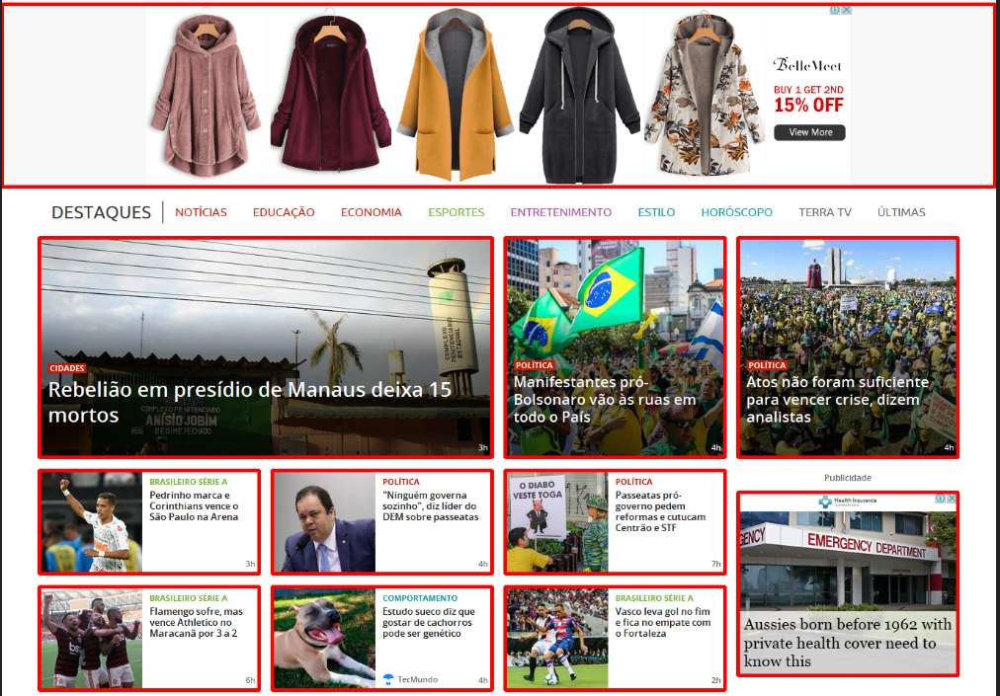 BelleMeet
BUY 1 GET 2ND
15% OFF
View More
DESTAQUES
NOTÍCIAS
EDUCAÇÃO
ECONOMIA
ESPORTES
ENTRETENIMENTO
ESTILO
HORÓSCOPO
TERRA TV
ÚLTIMAS
COMPLEXO
PENITENCIÁRIO
ESTADUAL
COMPLEXO PENITENCIÁRIO
ANÍSIO JOBIM
REGIME FECHADO
CIDADES
Rebelião em presídio de Manaus deixa 15
mortos
3h
POLÍTICA
Manifestantes pró-
Bolsonaro vão às ruas em
todo o País
4h
POLÍTICA
Atos não foram suficiente
para vencer crise, dizem
analistas
4h
BRASILEIRO SÉRIE A
Pedrinho marca e
Corinthians vence o
São Paulo na Arena
3h
POLÍTICA
"Ninguém governa
sozinho", diz líder do
DEM sobre passeatas
4h
O DIABO
VESTE TOGA
POLÍTICA
Passeatas pró-
governo pedem
reformas e cutucam
Centrão e STF
7h
Publicidade
Health Insurance
ENCY
EMERGENCY DEPARTMENT
Aussies born before 1962 with
private health cover need to
know this
BRASILEIRO SÉRIE A
Flamengo sofre, mas
vence Athletico no
Maracanã por 3 a 2
6h
COMPORTAMENTO
Estudo sueco diz que
gostar de cachorros
pode ser genético
TecMundo
4h
BRASILEIRO SÉRIE A
Vasco leva gol no fim
e fica no empate com
o Fortaleza
2h